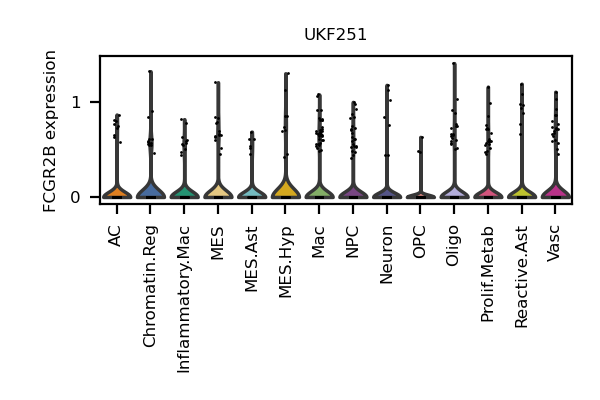 UKF251
FCGR2B expression
1
0
AC
Chromatin.Reg
Inflammatory.Mac
MES
MES.Ast
MES.Hyp
Mac
NPC
Neuron
OPC
Oligo
Prolif.Metab
Reactive.Ast
Vasc